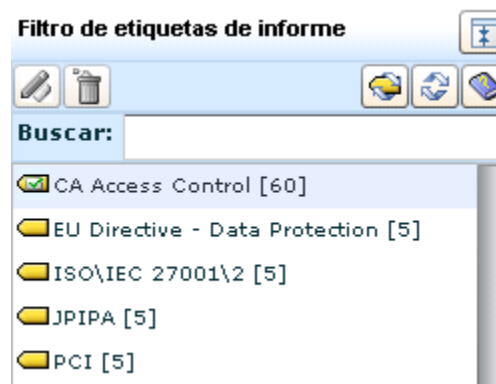 Filtro de etiquetas de informe
Buscar:
CA Access Control [60]
EU Directive - Data Protection [5]
ISO\IEC 27001\2 [5]
JPIPA [5]
PCI [5]